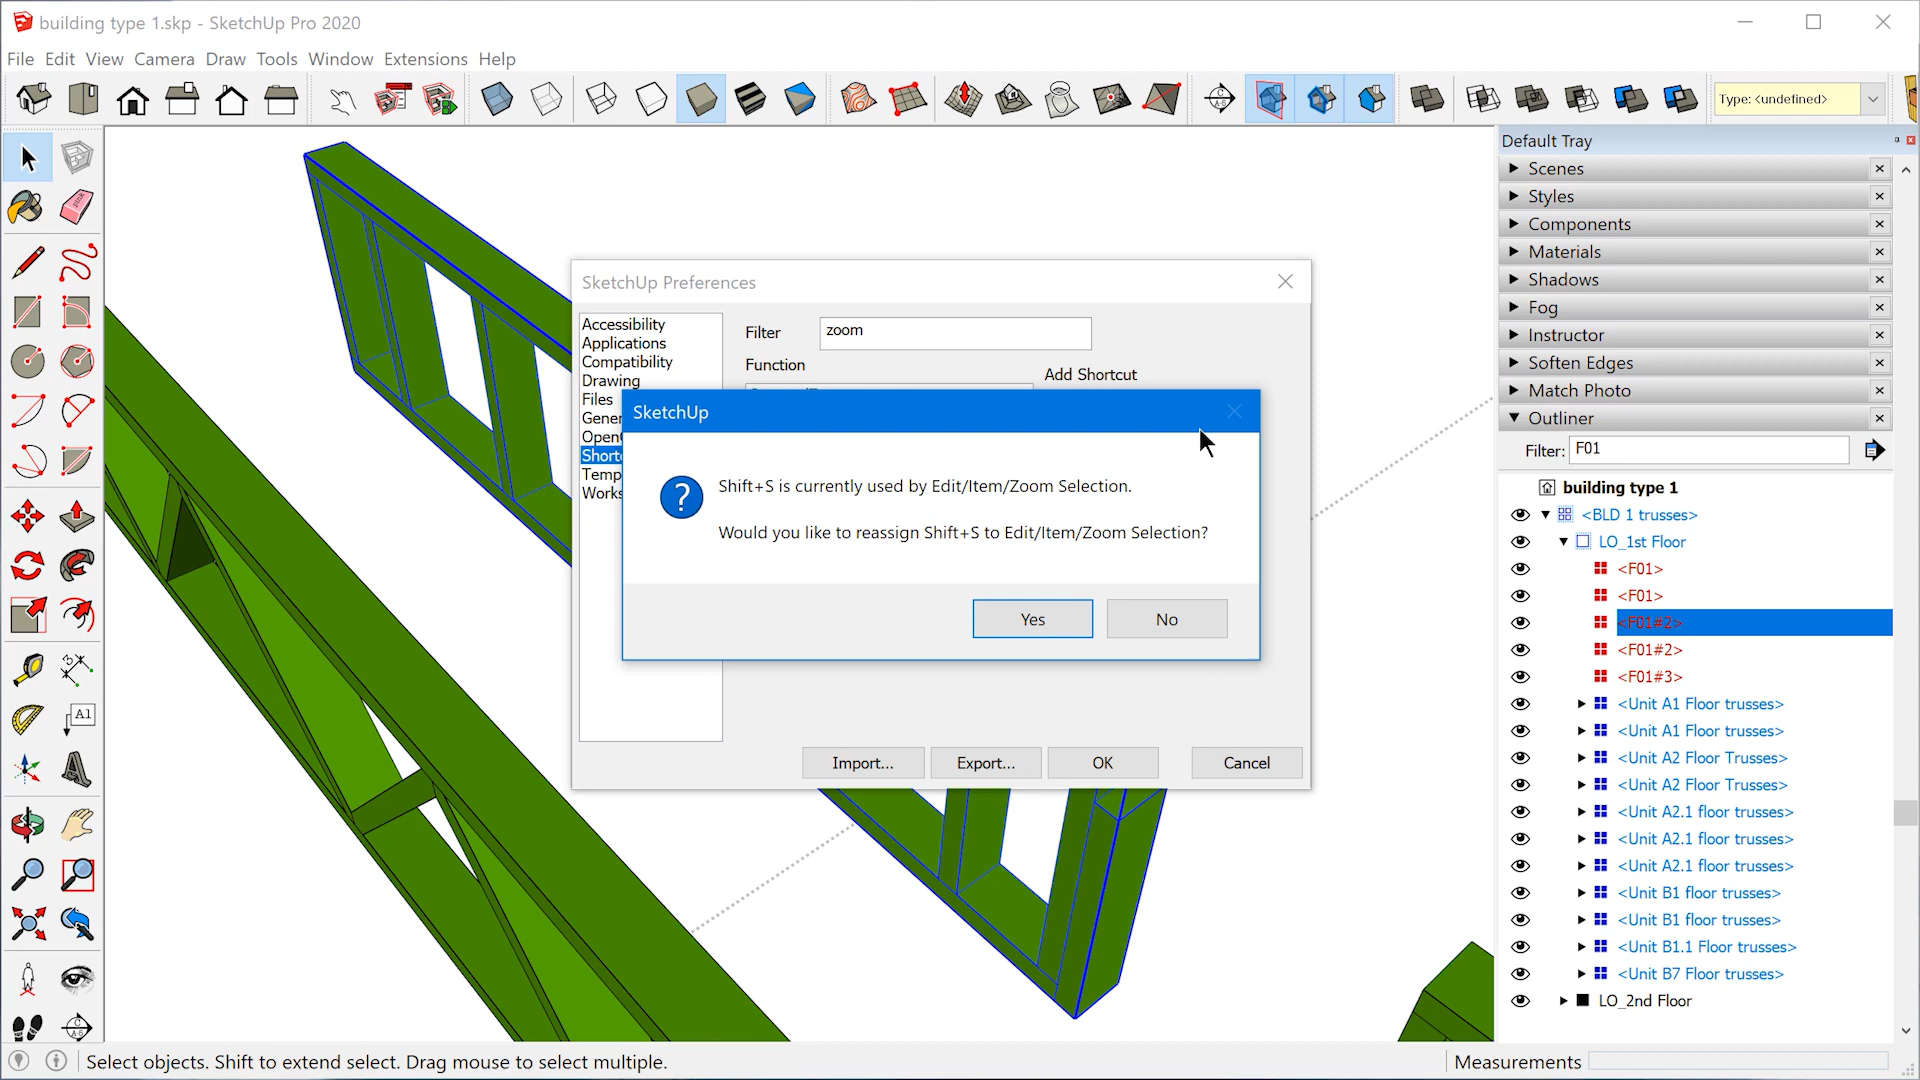 building type 1.skp - SketchUp Pro 2020
File Edit View Camera Draw Tools Window Extensions Help
Type: <undefined>
Default Tray
Scenes
Styles
Components
Materials
Shadows
Fog
Instructor
Soften Edges
Match Photo
Outliner
Filter: F01
building type 1
<BLD 1 trusses>
LO_1st Floor
<F01>
<F01>
<F01#2>
<F01#2>
<F01#3>
<Unit A1 Floor trusses>
<Unit A1 Floor trusses>
<Unit A2 Floor Trusses>
<Unit A2 Floor Trusses>
<Unit A2.1 floor trusses>
<Unit A2.1 floor trusses>
<Unit A2.1 floor trusses>
<Unit B1 floor trusses>
<Unit B1 floor trusses>
<Unit B1.1 Floor trusses>
<Unit B7 Floor trusses>
LO_2nd Floor
SketchUp Preferences
Accessibility
Applications
Compatibility
Drawing
Files
Gener
Open
Short
Temp
Works
Filter zoom
Function
Add Shortcut
SketchUp
Shift+S is currently used by Edit/Item/Zoom Selection.
Would you like to reassign Shift+S to Edit/Item/Zoom Selection?
Yes No
Import... Export... OK Cancel
A1
Select objects. Shift to extend select. Drag mouse to select multiple.
Measurements